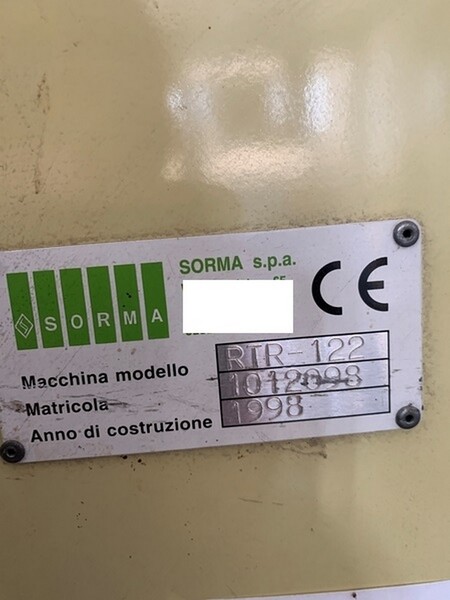 SORMA
SORMA s.p.a.
CE
Macchina modello RTR-122
Matricola 1012098
Anno di costruzione 1998